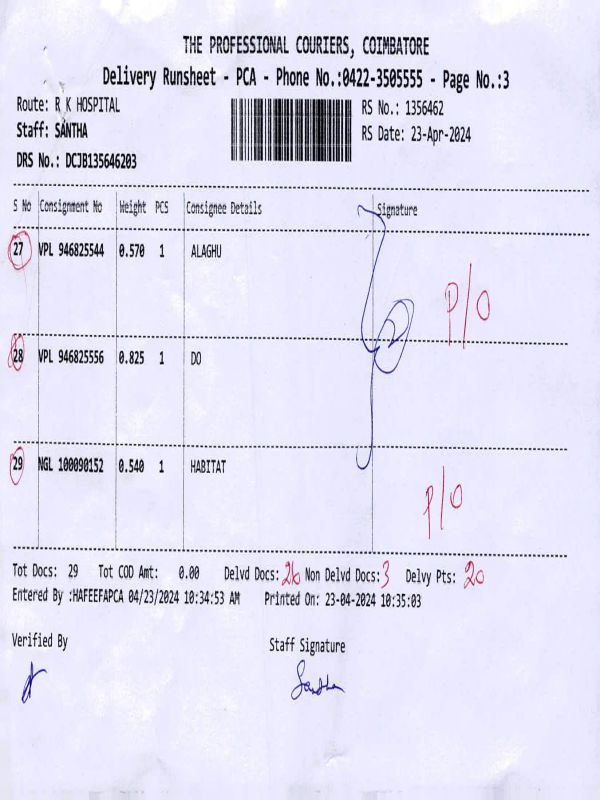 THE PROFESSIONAL COURIERS, COIMBATORE
Delivery Runsheet - PCA - Phone No.:0422-3505555 - Page No.:3
Route: R K HOSPITAL
RS No.: 1356462
Staff: SANTHA
RS Date: 23-Apr-2024
DRS No.: DCJB135646203
S No Consignment No Weight PCS Consignee Details Signature
27 VPL 946825544 0.570 1 ALAGHU
P/O
28 VPL 946825556 0.825 1 DO
29 NGL 100090152 0.540 1 HABITAT
P/O
Tot Docs: 29 Tot COD Amt: 0.00 Delvd Docs: 26 Non Delvd Docs: 3 Delvy Pts: 20
Entered By :HAFEEFAPCA 04/23/2024 10:34:53 AM Printed On: 23-04-2024 10:35:03
Verified By
Staff Signature
Santha